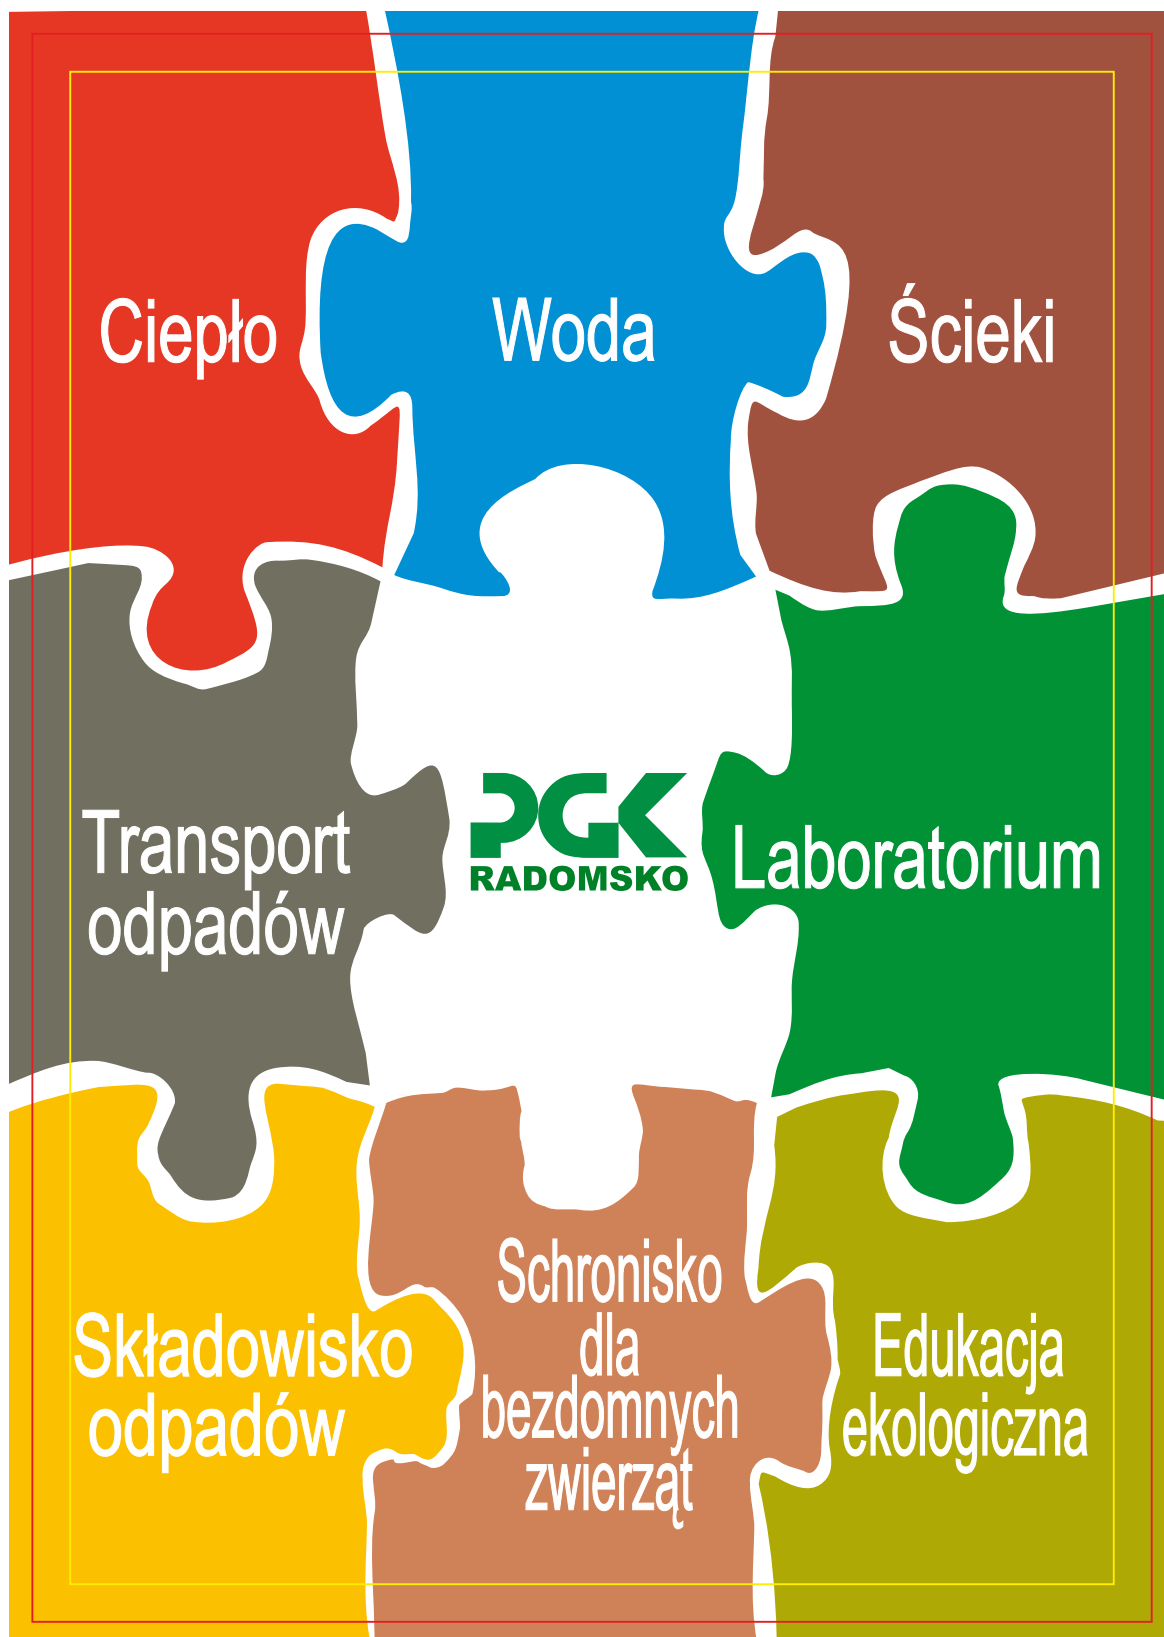 Ciepło
Woda
Ścieki
Transport
odpadów
PGK
RADOMSKO
Laboratorium
Składowisko
odpadów
Schronisko
dla
bezdomnych
zwierząt
Edukacja
ekologiczna